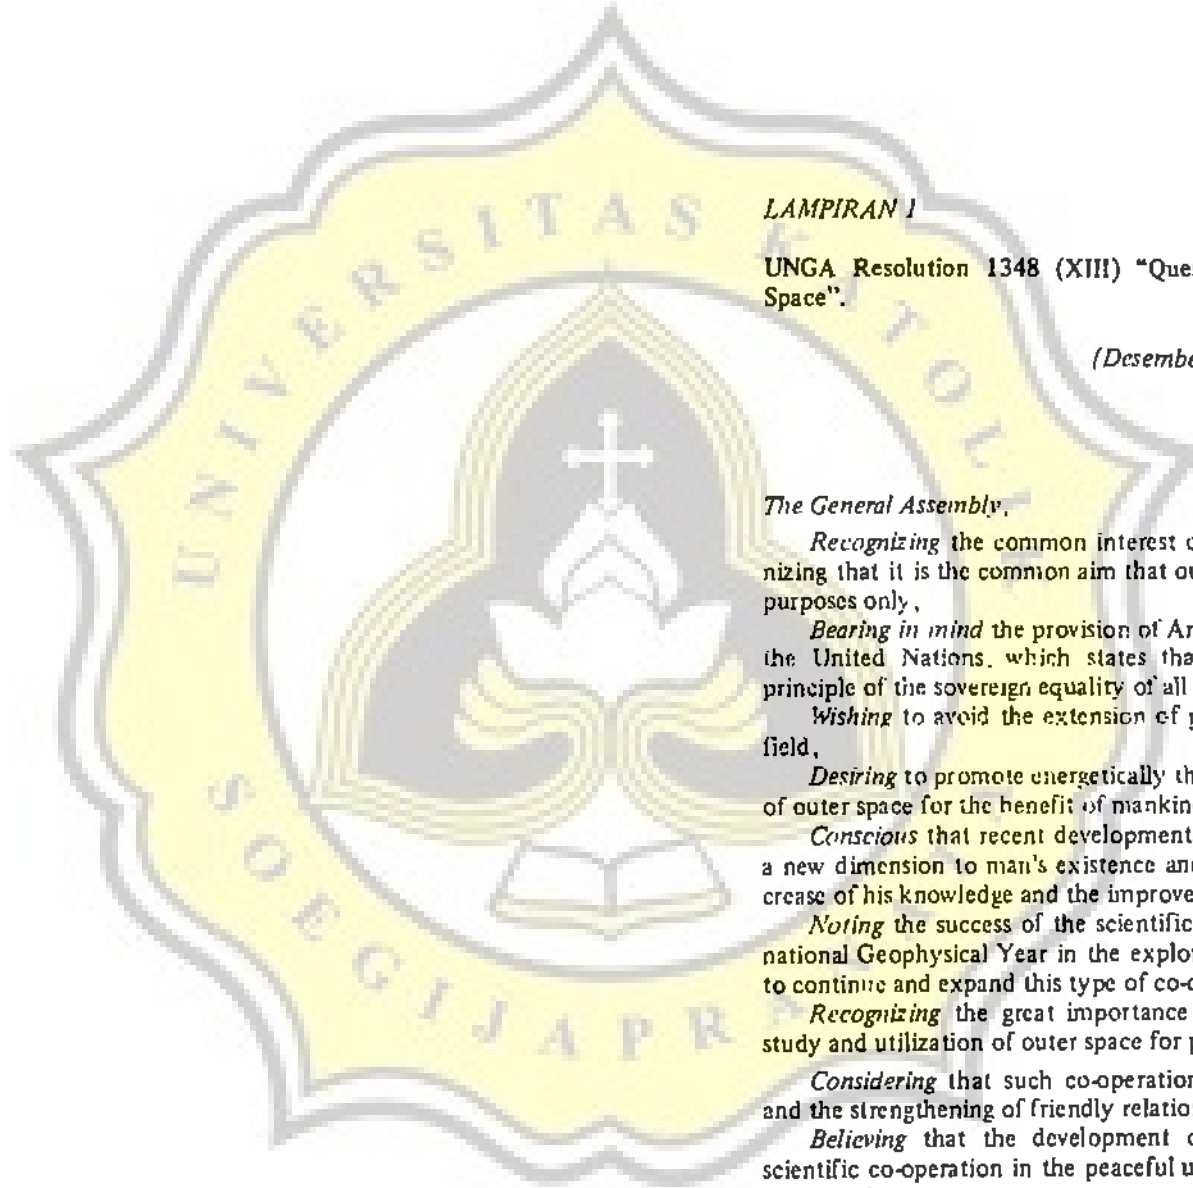 UNIVERSITAS KATOLIK
SOEGIJAPRANATA
LAMPIRAN I
UNGA Resolution 1348 (XIII) “Que
Space”.
(Desembe
The General Assembly,
Recognizing the common interest
nizing that it is the common aim that ou
purposes only,
Bearing in mind the provision of Ar
the United Nations, which states tha
principle of the sovereign equality of all
Wishing to avoid the extension of p
field,
Desiring to promote energetically th
of outer space for the benefit of mankin
Conscious that recent development
a new dimension to man's existence and
crease of his knowledge and the improve
Noting the success of the scientific
national Geophysical Year in the explo
to continue and expand this type of co-o
Recognizing the great importance
study and utilization of outer space for p
Considering that such co-operation
and the strengthening of friendly relatio
Believing that the development
scientific co-operation in the peaceful u